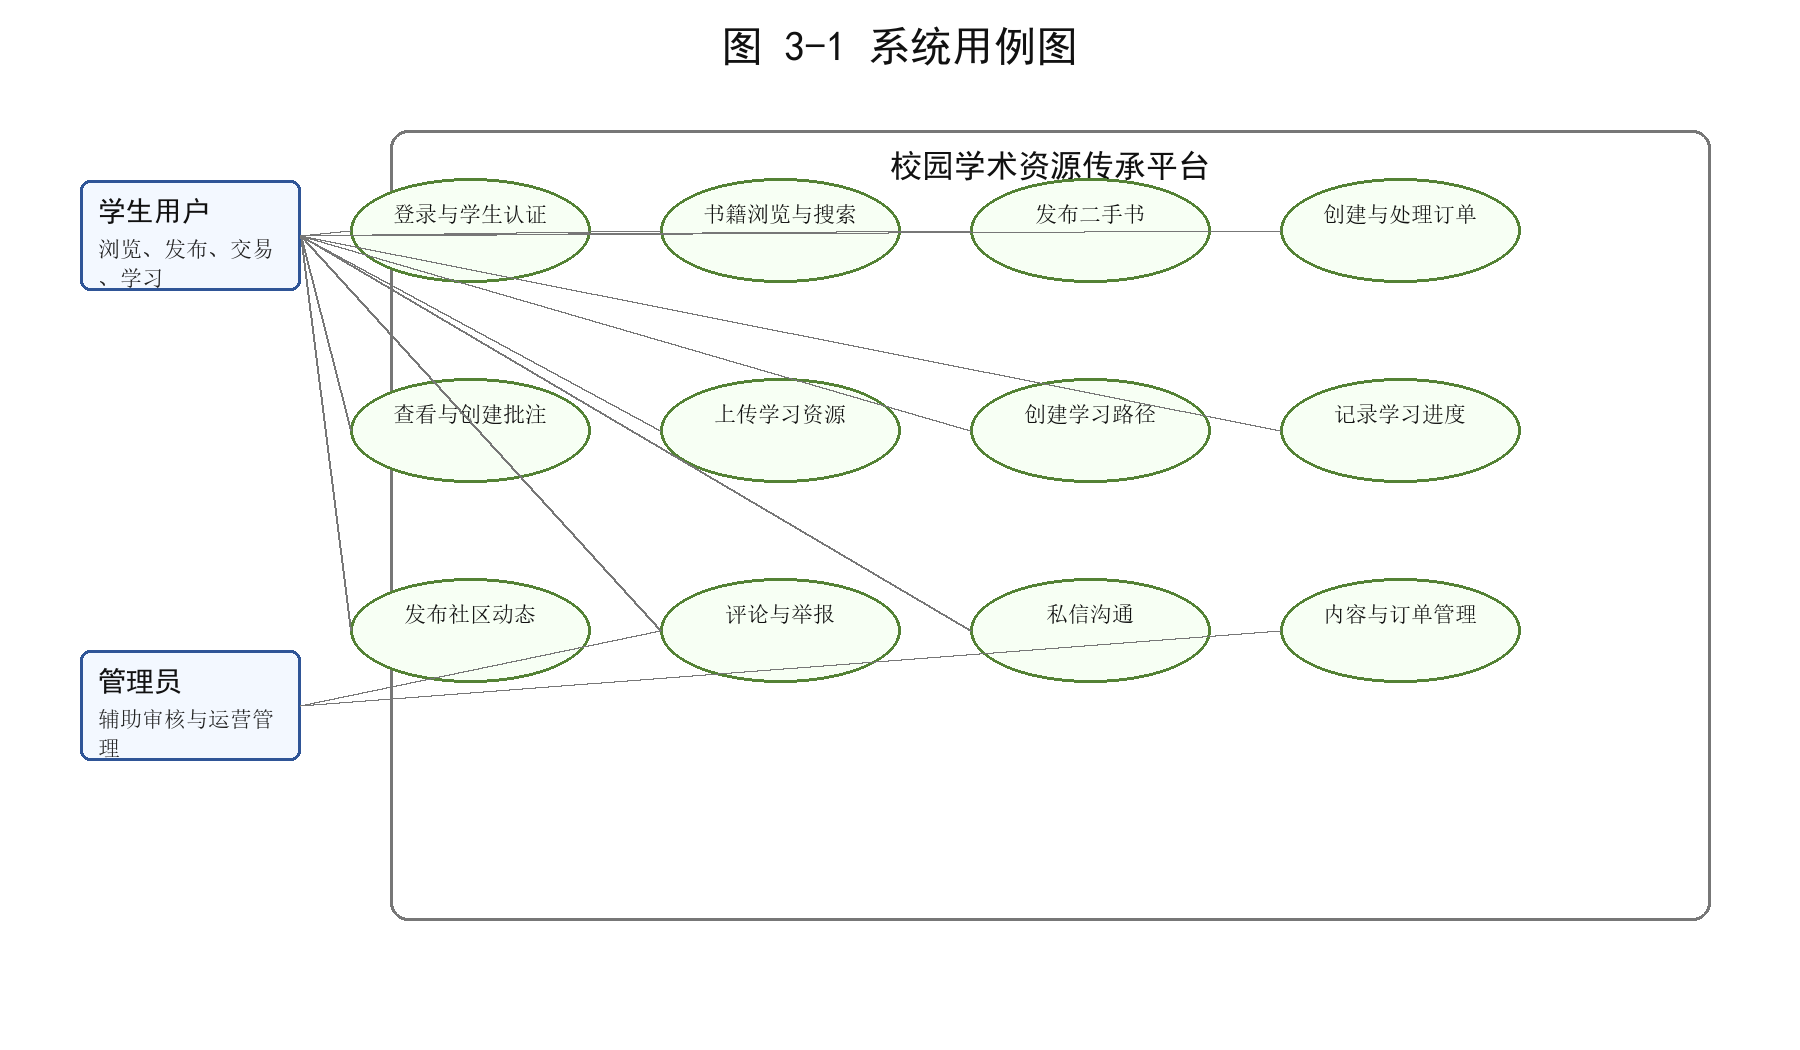 图 3-1 系统用例图
校园学术资源传承平台
学生用户
浏览、发布、交易
、学习
登录与学生认证
书籍浏览与搜索
发布二手书
创建与处理订单
查看与创建批注
上传学习资源
创建学习路径
记录学习进度
发布社区动态
评论与举报
私信沟通
内容与订单管理
管理员
辅助审核与运营管
理